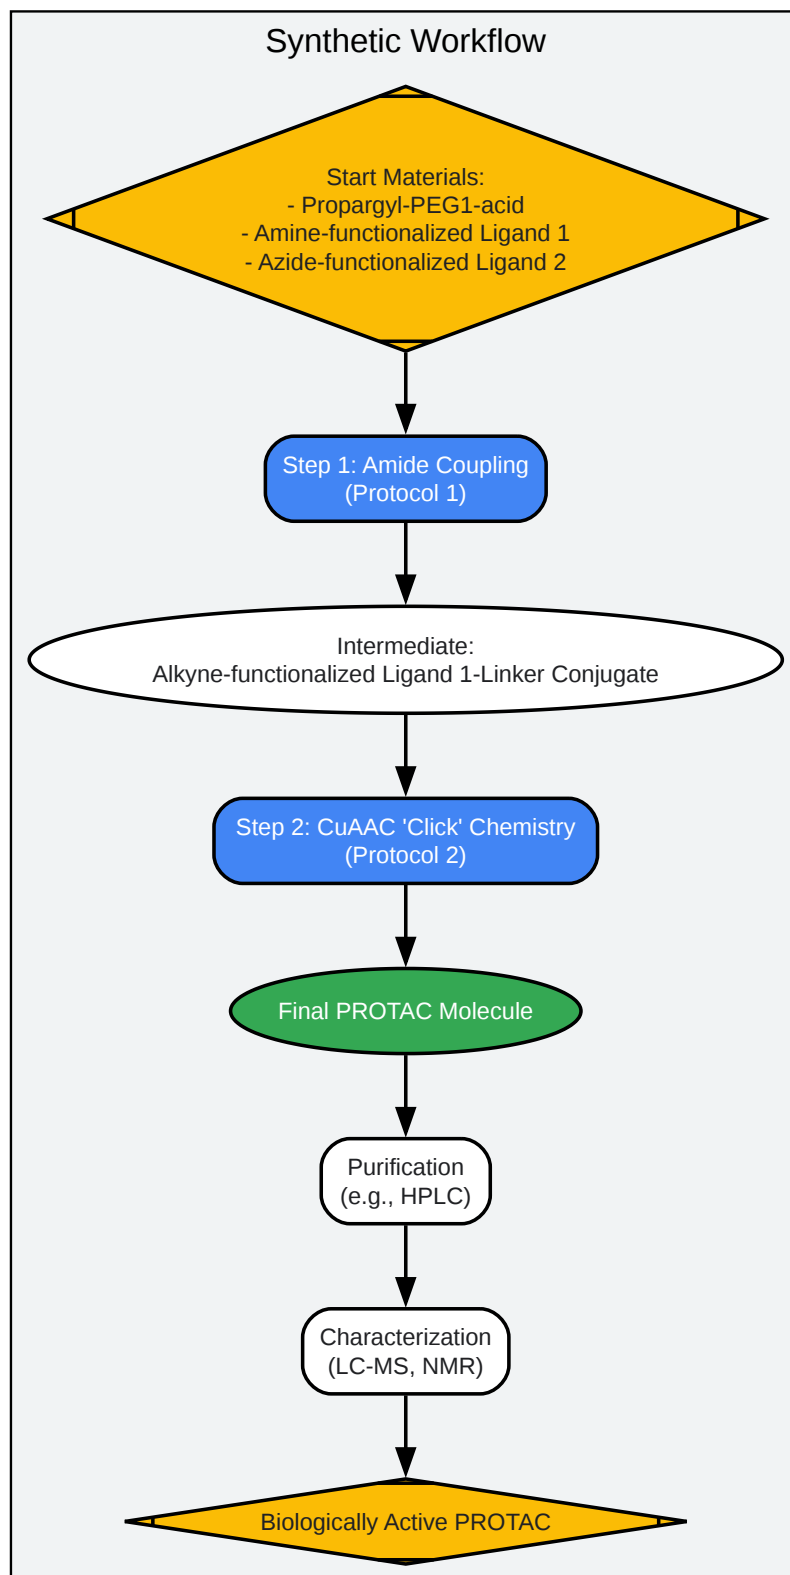 Synthetic Workflow
Start Materials:
- Propargyl-PEG1-acid
- Amine-functionalized Ligand 1
- Azide-functionalized Ligand 2
Step 1: Amide Coupling
(Protocol 1)
Intermediate:
Alkyne-functionalized Ligand 1-Linker Conjugate
Step 2: CuAAC 'Click' Chemistry
(Protocol 2)
Final PROTAC Molecule
Purification
(e.g., HPLC)
Characterization
(LC-MS, NMR)
Biologically Active PROTAC